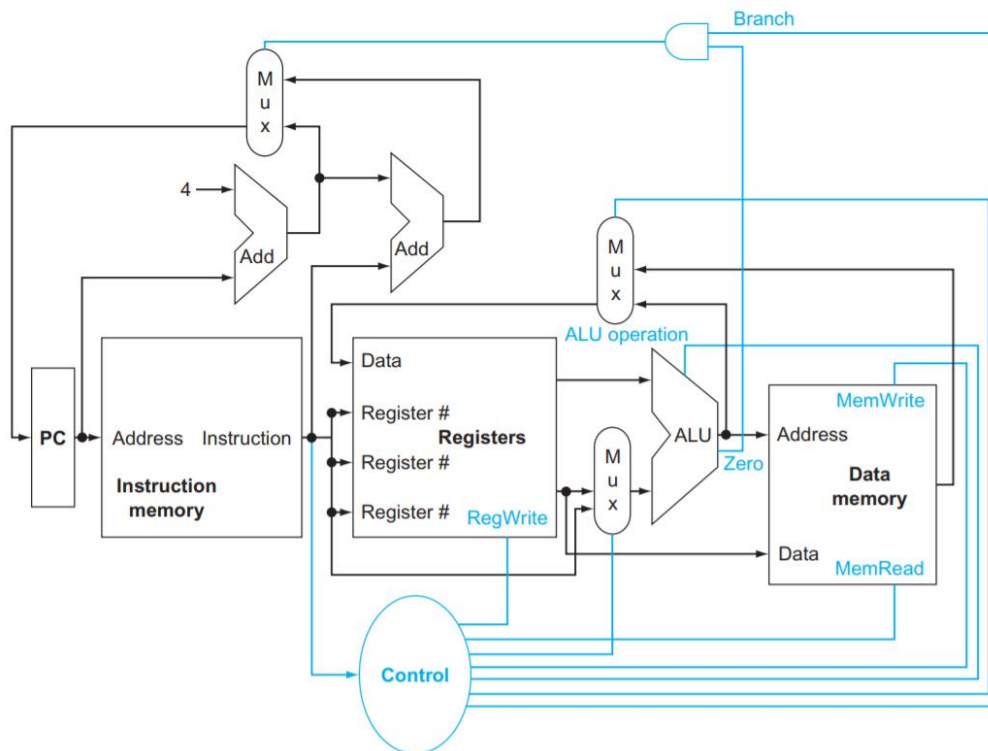 Branch
M
u
x
4
Add
Add
M
u
x
ALU operation
Data
MemWrite
PC
Address
Instruction
Register #
Registers
M
u
x
ALU
Address
Zero
Instruction
memory
Register #
Data
memory
Register #
RegWrite
Data
MemRead
Control